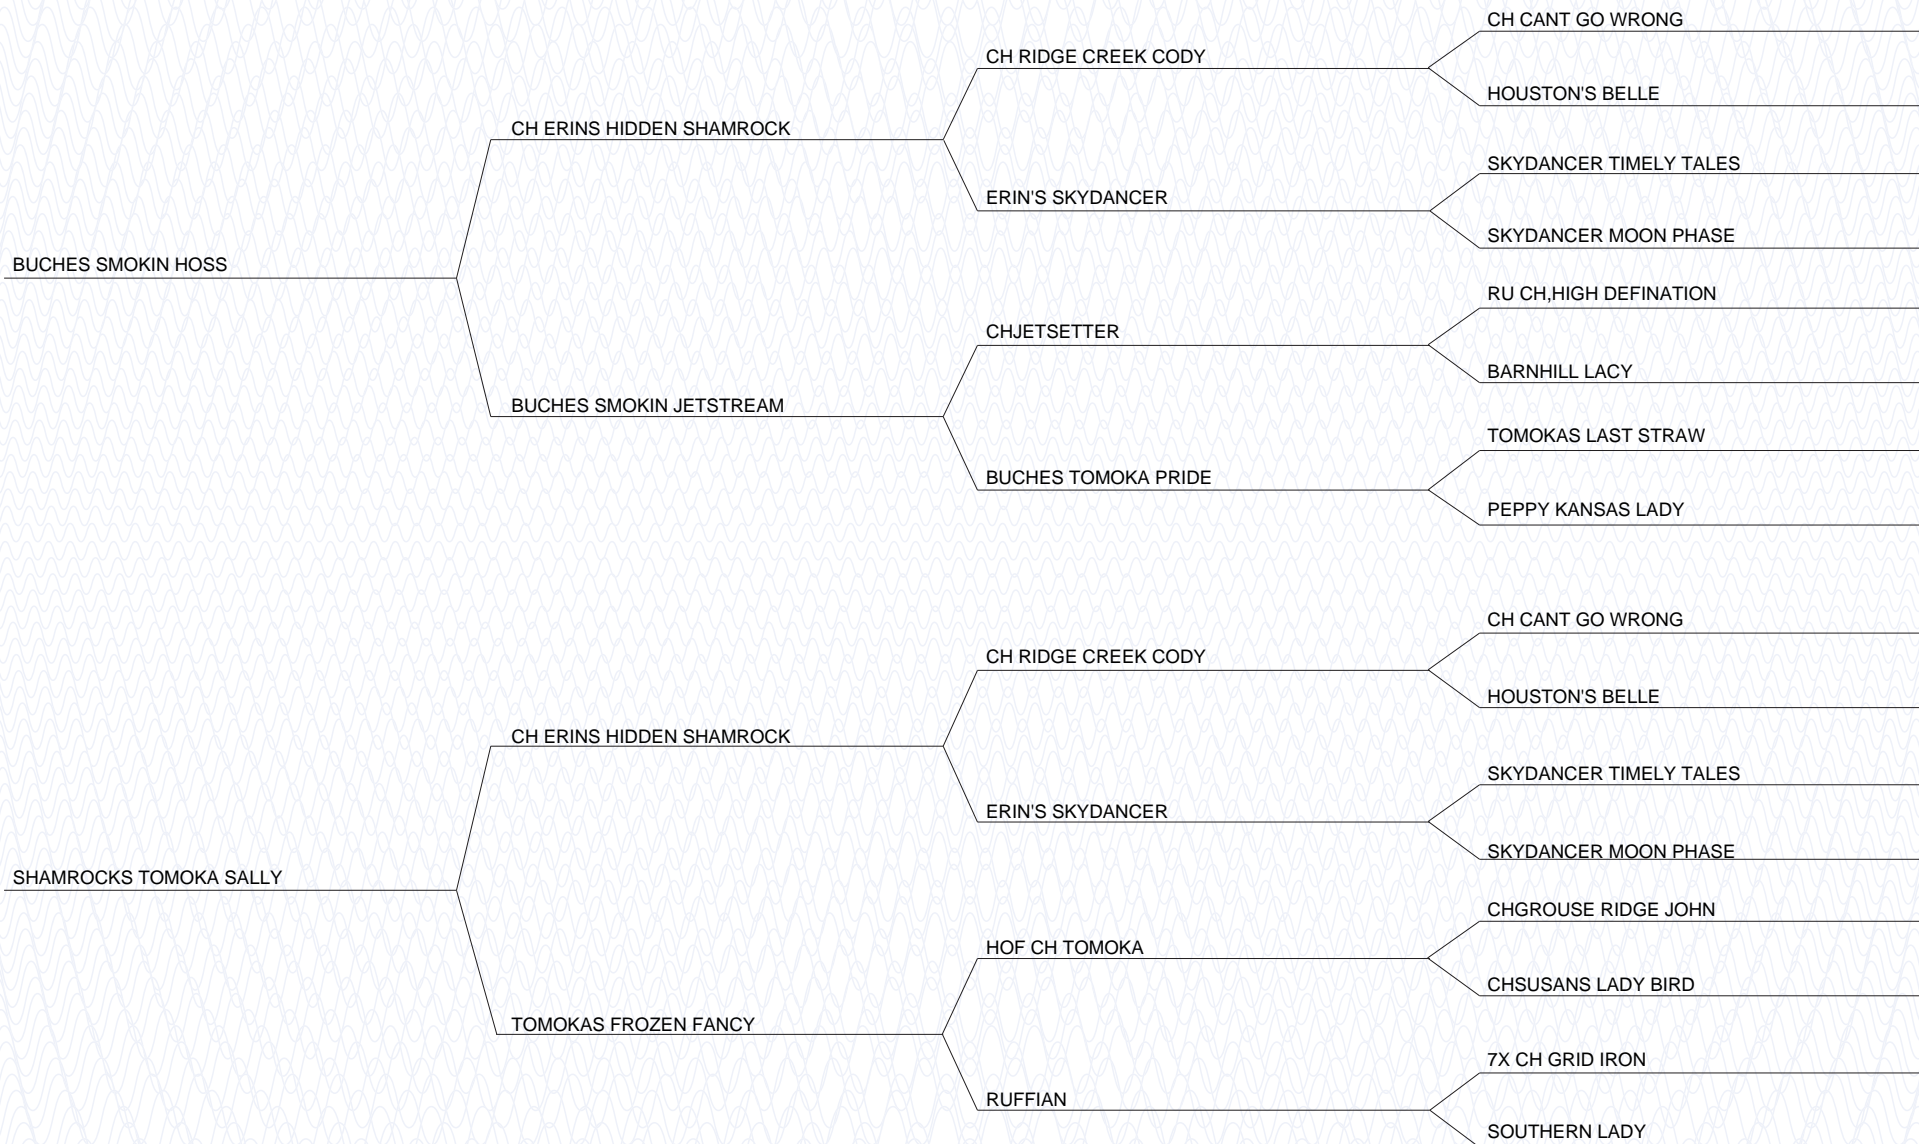 CH CANT GO WRONG
CH RIDGE CREEK CODY
HOUSTON'S BELLE
CH ERINS HIDDEN SHAMROCK
SKYDANCER TIMELY TALES
ERIN'S SKYDANCER
SKYDANCER MOON PHASE
BUCHES SMOKIN HOSS
RU CH,HIGH DEFINATION
CHJETSETTER
BARNHILL LACY
BUCHES SMOKIN JETSTREAM
TOMOKAS LAST STRAW
BUCHES TOMOKA PRIDE
PEPPY KANSAS LADY
CH CANT GO WRONG
CH RIDGE CREEK CODY
HOUSTON'S BELLE
CH ERINS HIDDEN SHAMROCK
SKYDANCER TIMELY TALES
ERIN'S SKYDANCER
SKYDANCER MOON PHASE
SHAMROCKS TOMOKA SALLY
CHGROUSE RIDGE JOHN
HOF CH TOMOKA
CHSUSANS LADY BIRD
TOMOKAS FROZEN FANCY
7X CH GRID IRON
RUFFIAN
SOUTHERN LADY